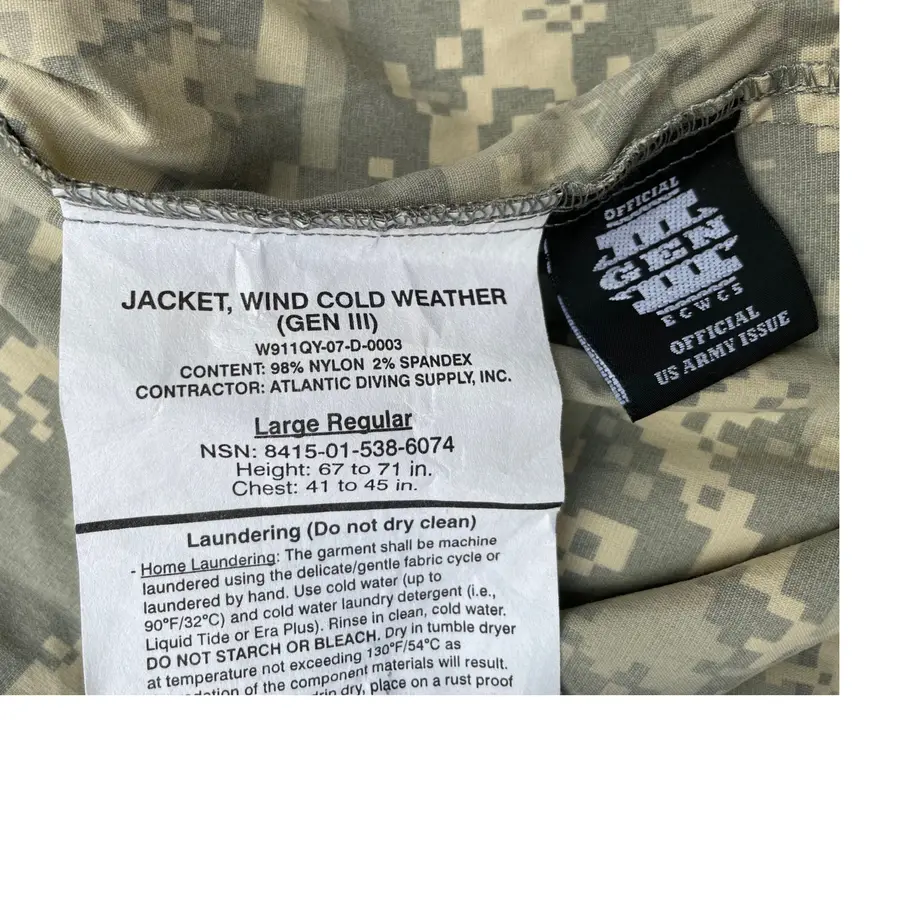 JACKET, WIND COLD WEATHER
(GEN III)
W911QY-07-D-0003
CONTENT: 98% NYLON 2% SPANDEX
CONTRACTOR: ATLANTIC DIVING SUPPLY, INC.
Large Regular
NSN: 8415-01-538-6074
Height: 67 to 71 in.
Chest: 41 to 45 in.
Laundering (Do not dry clean)
- Home Laundering: The garment shall be machine
laundered using the delicate/gentle fabric cycle or
laundered by hand. Use cold water (up to
90°F/32°C) and cold water laundry detergent (i.e.,
Liquid Tide or Era Plus). Rinse in clean, cold water.
DO NOT STARCH OR BLEACH. Dry in tumble dryer
at temperature not exceeding 130°F/54°C as
of the component materials will result.
dry, place on a rust proof
OFFICIAL
III
GEN
III
ECWCS
OFFICIAL
US ARMY ISSUE